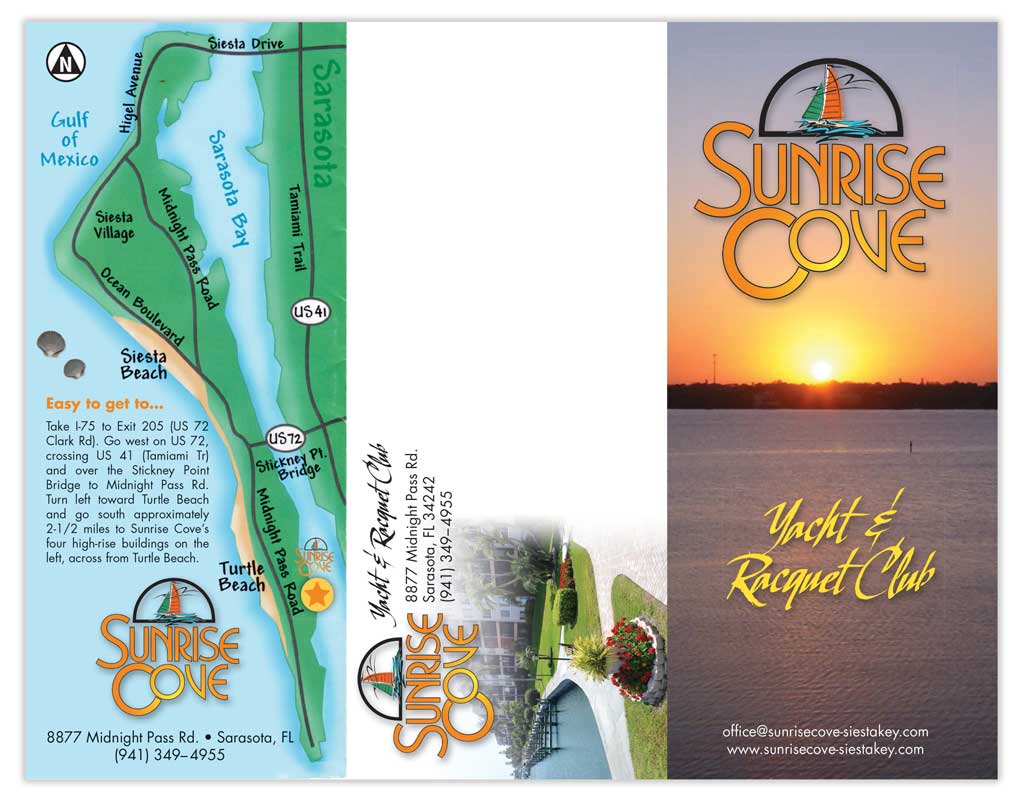 N
Siesta Drive
Higel Avenue
Gulf
of
Mexico
Sarasota
Sarasota Bay
Siesta
Village
Midnight Pass Road
Tamiami Trail
Ocean Boulevard
US 41
Siesta
Beach
Easy to get to...
Take I-75 to Exit 205 (US 72
Clark Rd). Go west on US 72,
crossing US 41 (Tamiami Tr)
and over the Stickney Point
Bridge to Midnight Pass Rd.
Turn left toward Turtle Beach
and go south approximately
2-1/2 miles to Sunrise Cove's
four high-rise buildings on the
left, across from Turtle Beach.
US 72
Stickney Pt.
Bridge
Midnight Pass Road
Turtle
Beach
SUNRISE
COVE
SUNRISE
COVE
8877 Midnight Pass Rd. • Sarasota, FL
(941) 349–4955
SUNRISE
COVE
Yacht & Racquet Club
8877 Midnight Pass Rd.
Sarasota, FL 34242
(941) 349–4955
SUNRISE
COVE
Yacht &
Racquet Club
office@sunrisecove-siestakey.com
www.sunrisecove-siestakey.com